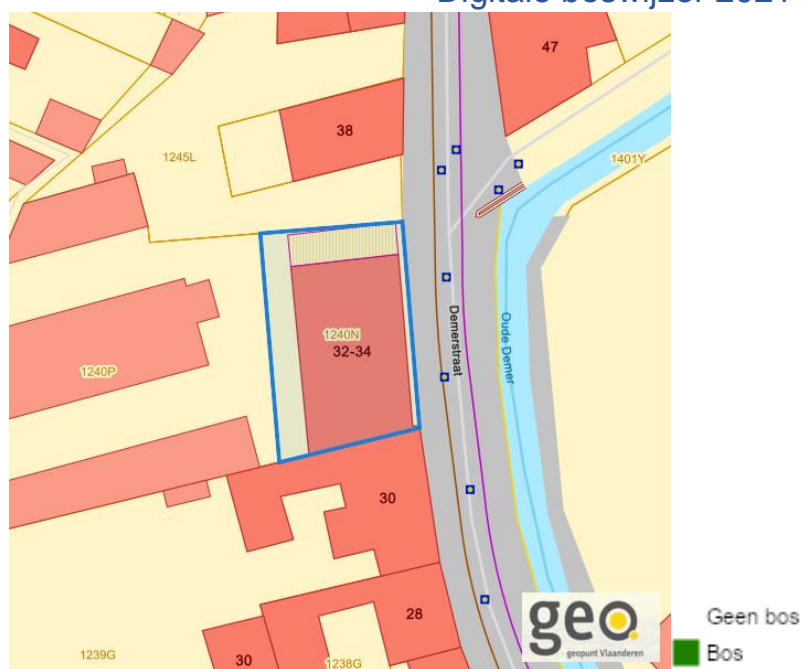 47
38
1245L
1401Y
1240N
32-34
Demerstraat
Oude Demer
1240P
30
28
1239G
30
1238G
geo
geopunt Vlaanderen
Geen bos
Bos